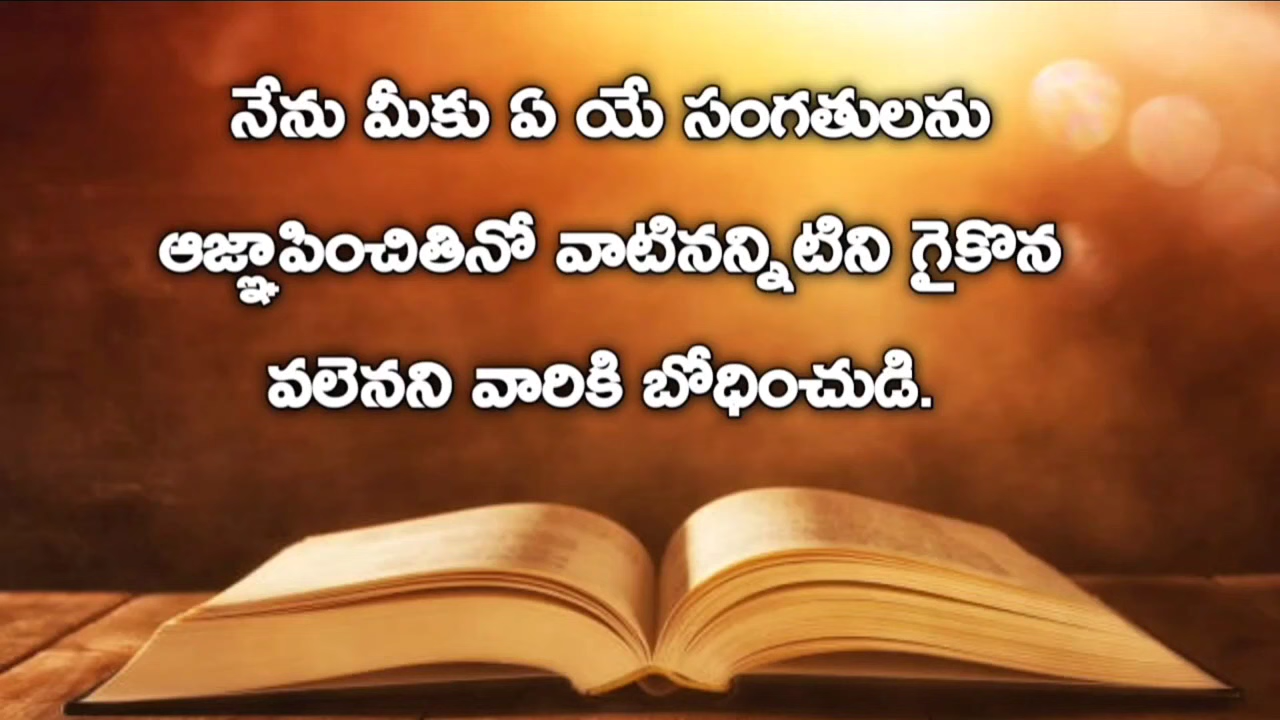 నేను మీకు ఏ యే సంగతులను
ఆజ్ఞాపించితినో వాటినన్నిటిని గైకొన
వలెనని వారికి బోధించుడి.